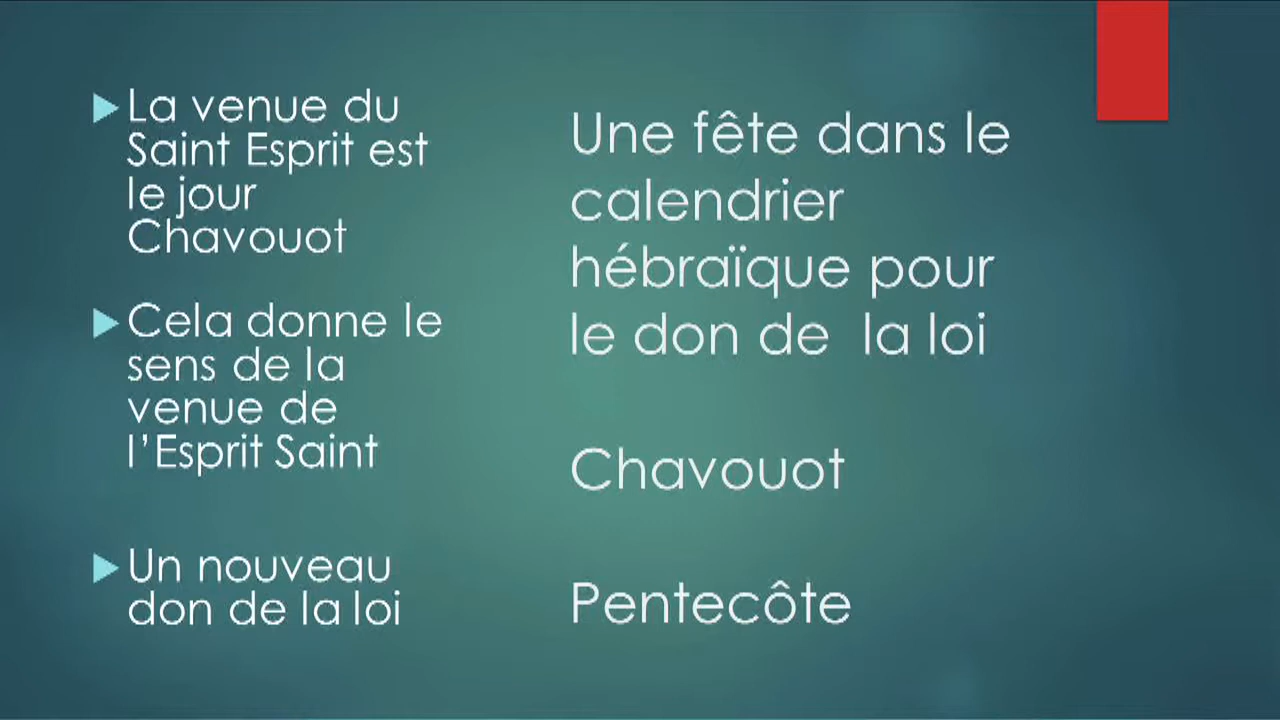 La venue du
Saint Esprit est
le jour
Chavouot
Cela donne le
sens de la
venue de
l’Esprit Saint
Un nouveau
don de la loi
Une fête dans le
calendrier
hébraïque pour
le don de la loi
Chavouot
Pentecôte